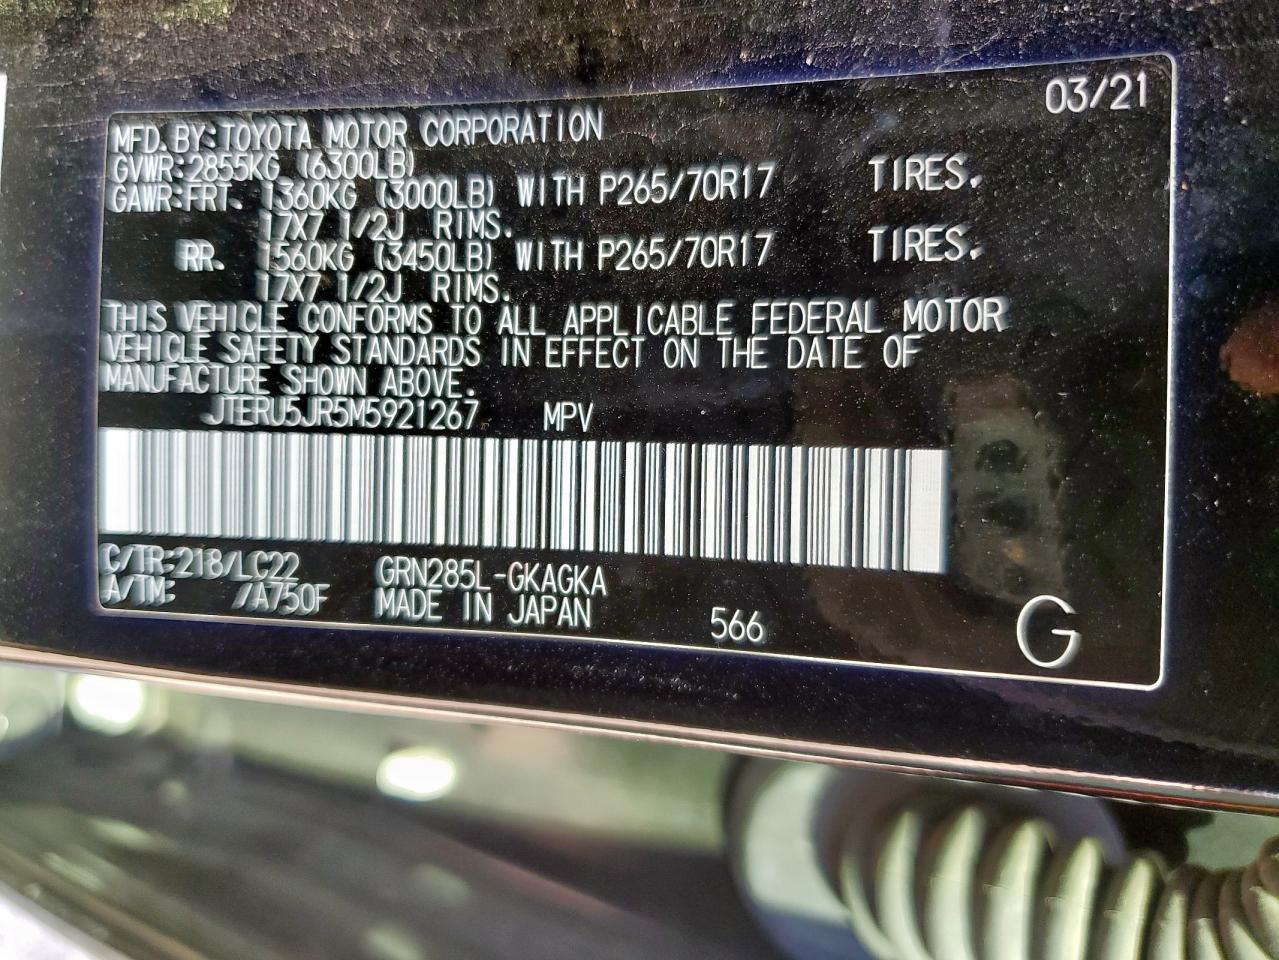 03/21
MFD.BY:TOYOTA MOTOR CORPORATION
GVWR:2855KG (6300LB)
GAWR:FRT. 1360KG (3000LB) WITH P265/70R17 TIRES.
17X7 1/2J RIMS.
RR. 1560KG (3450LB) WITH P265/70R17 TIRES.
17X7 1/2J RIMS.
THIS VEHICLE CONFORMS TO ALL APPLICABLE FEDERAL MOTOR
VEHICLE SAFETY STANDARDS IN EFFECT ON THE DATE OF
MANUFACTURE SHOWN ABOVE.
JTERU5JR5M5921267 MPV
C/TR:218/LC22 GRN285L-GKAGKA
A/TM: /A750F MADE IN JAPAN 566 G